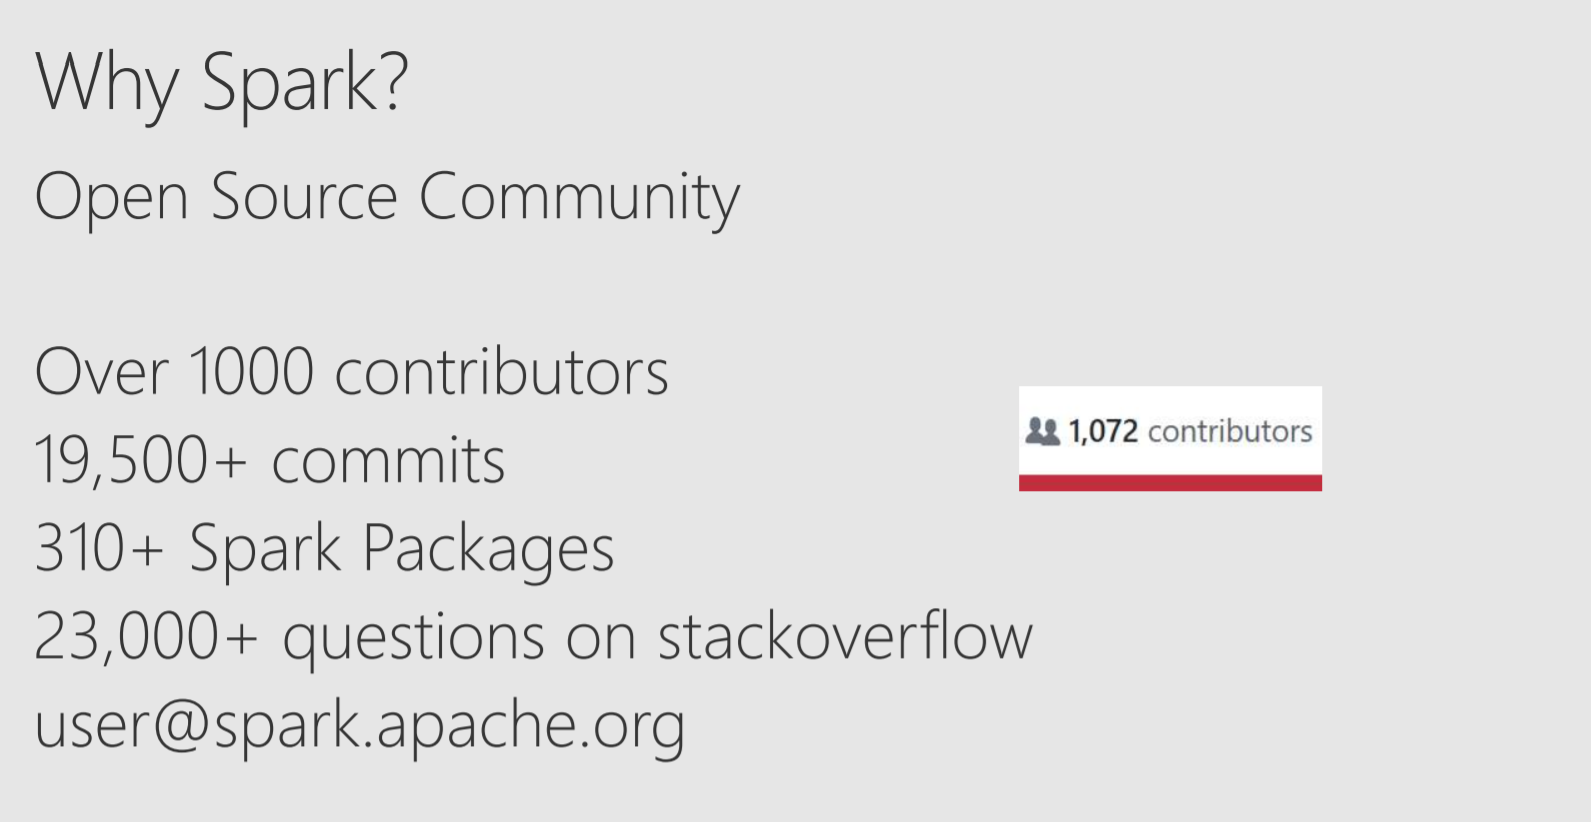 Why Spark?
Open Source Community
Over 1000 contributors
19,500+ commits
310+ Spark Packages
23,000+ questions on stackoverflow
user@spark.apache.org
1,072 contributors